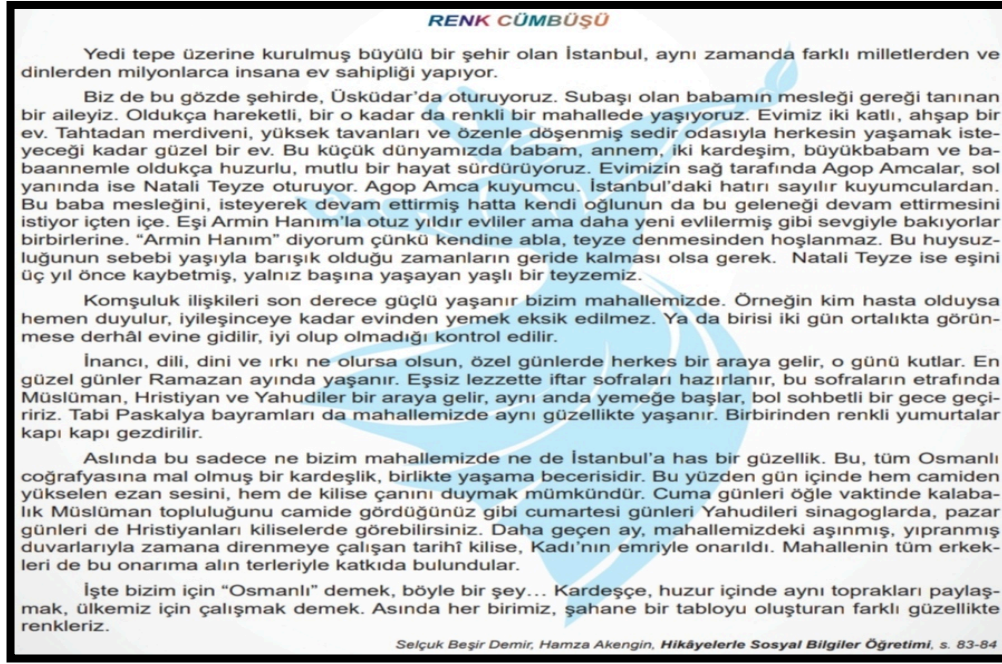 RENK CÜMBÜŞÜ
Yedi tepe üzerine kurulmuş büyülü bir şehir olan İstanbul, aynı zamanda farklı milletlerden ve
dinlerden milyonlarca insana ev sahipliği yapıyor.
Biz de bu gözde şehirde, Üsküdar’da oturuyoruz. Subaşı olan babamın mesleği gereği tanınan
bir aileyiz. Oldukça hareketli, bir o kadar da renkli bir mahallede yaşıyoruz. Evimiz iki katlı, ahşap bir
ev. Tahtadan merdiveni, yüksek tavanları ve özenle döşenmiş sedir odasıyla herkesin yaşamak iste-
yeceği kadar güzel bir ev. Bu küçük dünyamızda babam, annem, iki kardeşim, büyükbabam ve ba-
baannemle oldukça huzurlu, mutlu bir hayat sürdürüyoruz. Evimizin sağ tarafında Agop Amcalar, sol
yanında ise Natali Teyze oturuyor. Agop Amca kuyumcu. İstanbul’daki hatırı sayılır kuyumculardan.
Bu baba mesleğini, isteyerek devam ettirmiş hatta kendi oğlunun da bu geleneği devam ettirmesini
istiyor içten içe. Eşi Armin Hanım’la otuz yıldır evliler ama daha yeni evlilermiş gibi sevgiyle bakıyorlar
birbirlerine. “Armin Hanım” diyorum çünkü kendine abla, teyze denmesinden hoşlanmaz. Bu huysuz-
luğunun sebebi yaşıyla barışık olduğu zamanların geride kalması olsa gerek. Natali Teyze ise eşini
üç yıl önce kaybetmiş, yalnız başına yaşayan yaşlı bir teyzemiz.
Komşuluk ilişkileri son derece güçlü yaşanır bizim mahallemizde. Örneğin kim hasta olduysa
hemen duyulur, iyileşinceye kadar evinden yemek eksik edilmez. Ya da birisi iki gün ortalıkta görün-
mese derhâl evine gidilir, iyi olup olmadığı kontrol edilir.
İnancı, dili, dini ve ırkı ne olursa olsun, özel günlerde herkes bir araya gelir, o günü kutlar. En
güzel günler Ramazan ayında yaşanır. Eşsiz lezzette iftar sofraları hazırlanır, bu sofraların etrafında
Müslüman, Hristiyan ve Yahudiler bir araya gelir, aynı anda yemeğe başlar, bol sohbetli bir gece geçi-
ririz. Tabi Paskalya bayramları da mahallemizde aynı güzellikte yaşanır. Birbirinden renkli yumurtalar
kapı kapı gezdirilir.
Aslında bu sadece ne bizim mahallemizde ne de İstanbul’a has bir güzellik. Bu, tüm Osmanlı
coğrafyasına mal olmuş bir kardeşlik, birlikte yaşama becerisidir. Bu yüzden gün içinde hem camiden
yükselen ezan sesini, hem de kilise çanını duymak mümkündür. Cuma günleri öğle vaktinde kalaba-
lık Müslüman topluluğunu camide gördüğünüz gibi cumartesi günleri Yahudileri sinagoglarda, pazar
günleri de Hristiyanları kiliselerde görebilirsiniz. Daha geçen ay, mahallemizdeki aşınmış, yıpranmış
duvarlarıyla zamana direnmeye çalışan tarihî kilise, Kadı’nın emriyle onarıldı. Mahallenin tüm erkek-
leri de bu onarıma alın terleriyle katkıda bulundular.
İşte bizim için “Osmanlı” demek, böyle bir şey… Kardeşçe, huzur içinde aynı toprakları paylaş-
mak, ülkemiz için çalışmak demek. Asında her birimiz, şahane bir tabloyu oluşturan farklı güzellikte
renkleriz.
Selçuk Beşir Demir, Hamza Akengin, Hikâyelerle Sosyal Bilgiler Öğretimi, s. 83-84